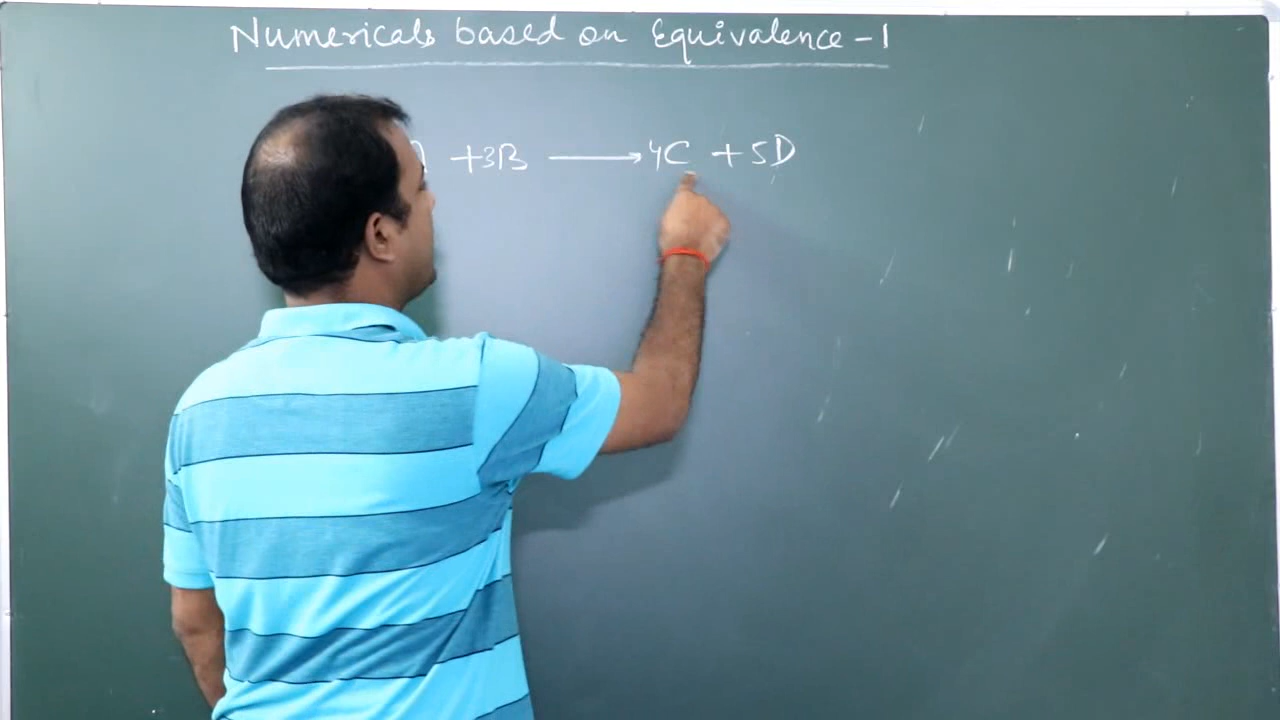 Numericals based on Equivalence - 1
+3B ⟶ 4C + 5D